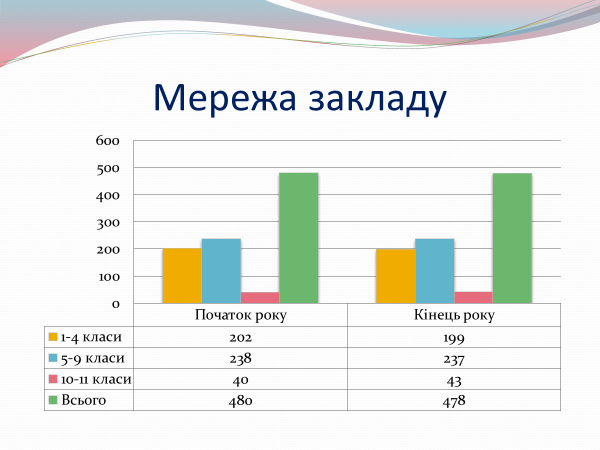 Мережа закладу
600
500
400
300
200
100
0
Початок року Кінець року
1-4 класи 202 199
5-9 класи 238 237
10-11 класи 40 43
Всього 480 478